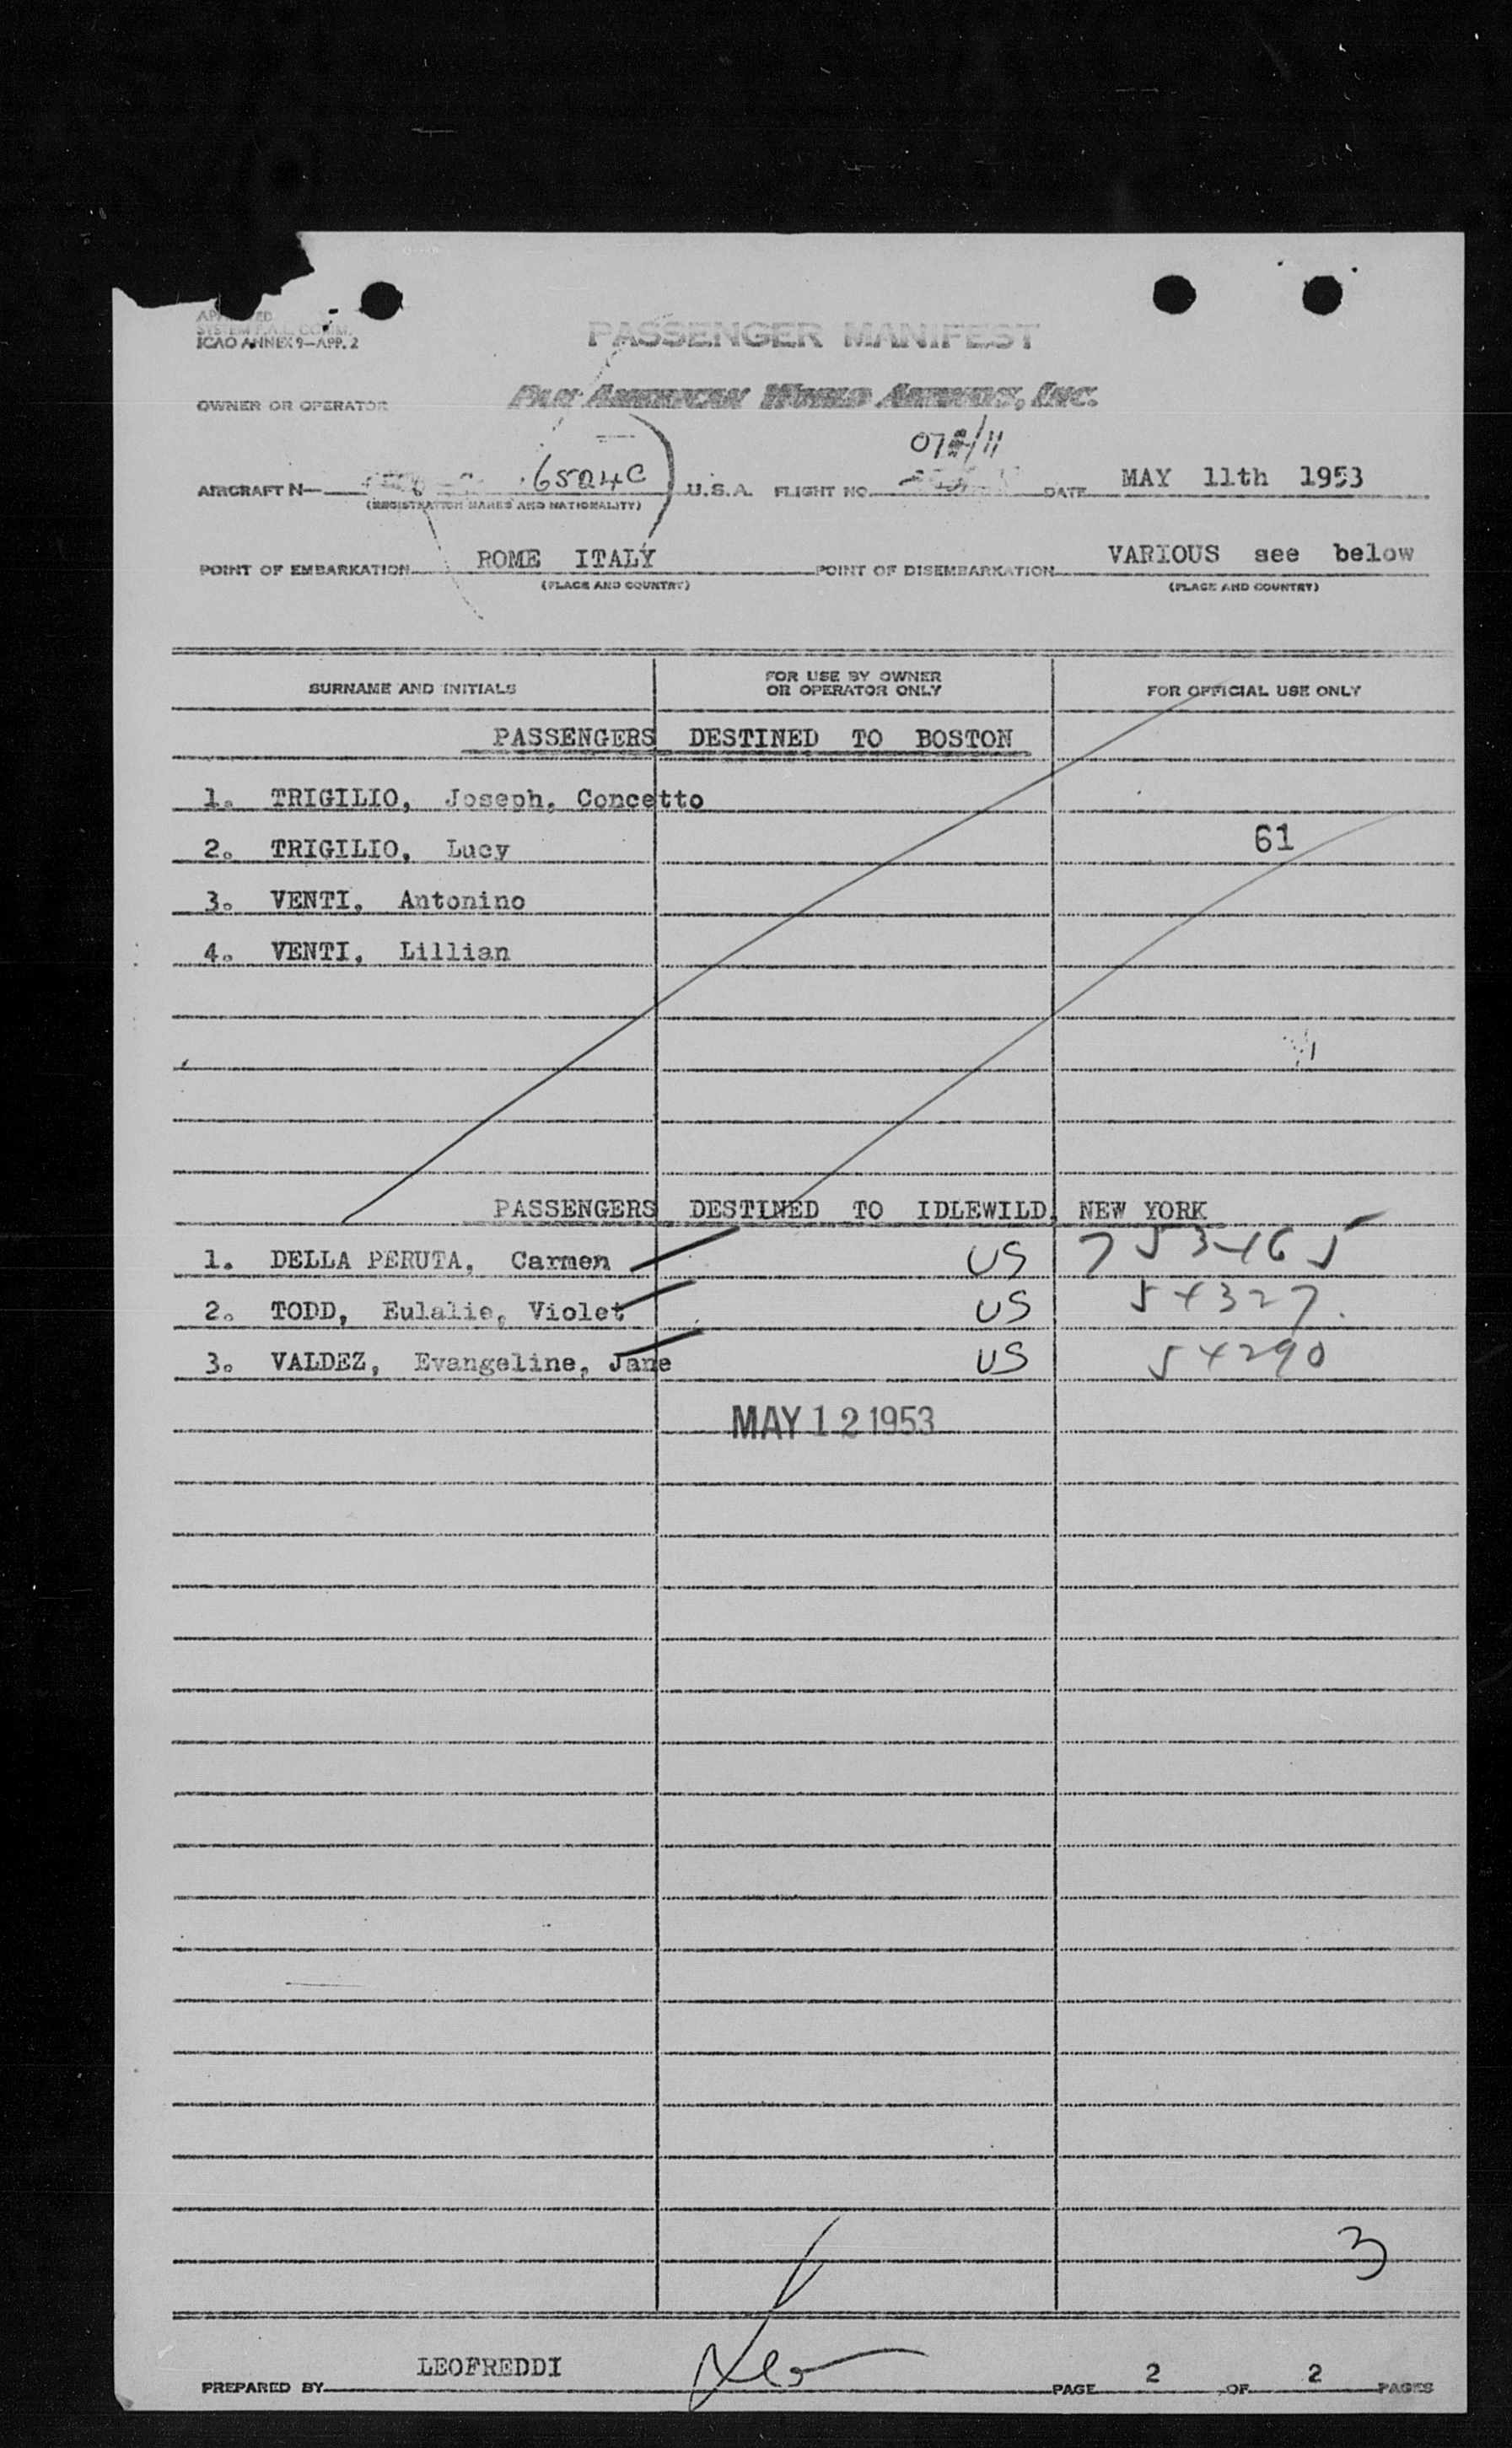 SYSTEM F.A.L. COMM.
ICAO ANNEX 9—APP. 2
PASSENGER MANIFEST
OWNER OR OPERATOR PAN AMERICAN WORLD AIRWAYS, INC.
AIRCRAFT N— 6524C U.S.A. FLIGHT NO. DATE MAY 11th 1953
(REGISTRATION MARKS AND NATIONALITY)
POINT OF EMBARKATION ROME ITALY POINT OF DISEMBARKATION VARIOUS see below
(PLACE AND COUNTRY) (PLACE AND COUNTRY)
SURNAME AND INITIALS FOR USE BY OWNER OR OPERATOR ONLY FOR OFFICIAL USE ONLY
PASSENGERS DESTINED TO BOSTON
1. TRIGILIO, Joseph, Concetto
2. TRIGILIO, Lucy 61
3. VENTI, Antonino
4. VENTI, Lillian
PASSENGERS DESTINED TO IDLEWILD, NEW YORK
1. DELLA PERUTA, Carmen US 753465
2. TODD, Eulalie, Violet US 54327
3. VALDEZ, Evangeline, Jane US 54290
MAY 12 1953
3
PREPARED BY LEOFREDDI Leo PAGE 2 OF 2 PAGES